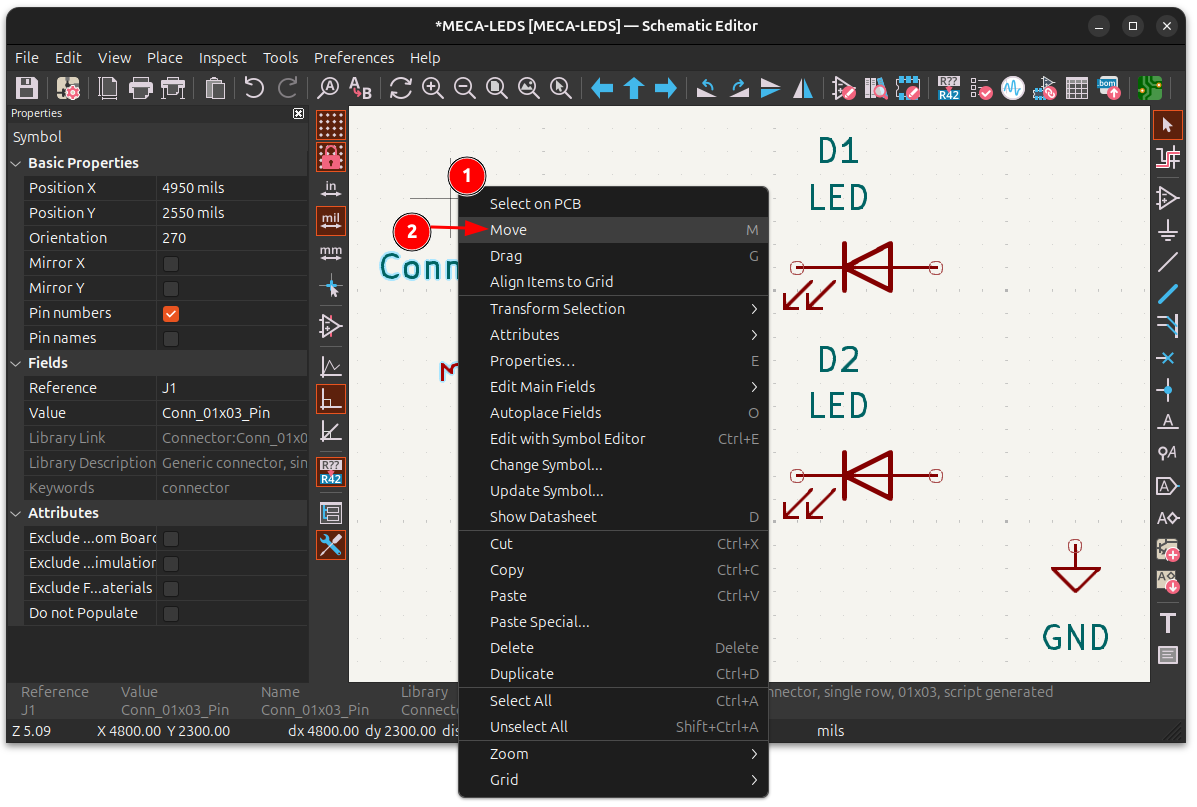 *MECA-LEDS [MECA-LEDS] — Schematic Editor
File Edit View Place Inspect Tools Preferences Help
A B R?? R42 bom
Properties
Symbol
Basic Properties
Position X 4950 mils
Position Y 2550 mils
Orientation 270
Mirror X
Mirror Y
Pin numbers
Pin names
Fields
Reference J1
Value Conn_01x03_Pin
Library Link Connector:Conn_01x0
Library Description Generic connector, sin
Keywords connector
Attributes
Exclude ...om Board
Exclude ...imulation
Exclude F...aterials
Do not Populate
in
mil
mm
R??
R42
1
2
Conn
Select on PCB
Move M
Drag G
Align Items to Grid
Transform Selection
Attributes
Properties... E
Edit Main Fields
Autoplace Fields O
Edit with Symbol Editor Ctrl+E
Change Symbol...
Update Symbol...
Show Datasheet D
Cut Ctrl+X
Copy Ctrl+C
Paste Ctrl+V
Paste Special...
Delete Delete
Duplicate Ctrl+D
Select All Ctrl+A
Unselect All Shift+Ctrl+A
Zoom
Grid
D1
LED
D2
LED
GND
A
A
A
A
A
T
Reference Value Name Library nnector, single row, 01x03, script generated
J1 Conn_01x03_Pin Conn_01x03_Pin Connecto
Z 5.09 X 4800.00 Y 2300.00 dx 4800.00 dy 2300.00 dis mils